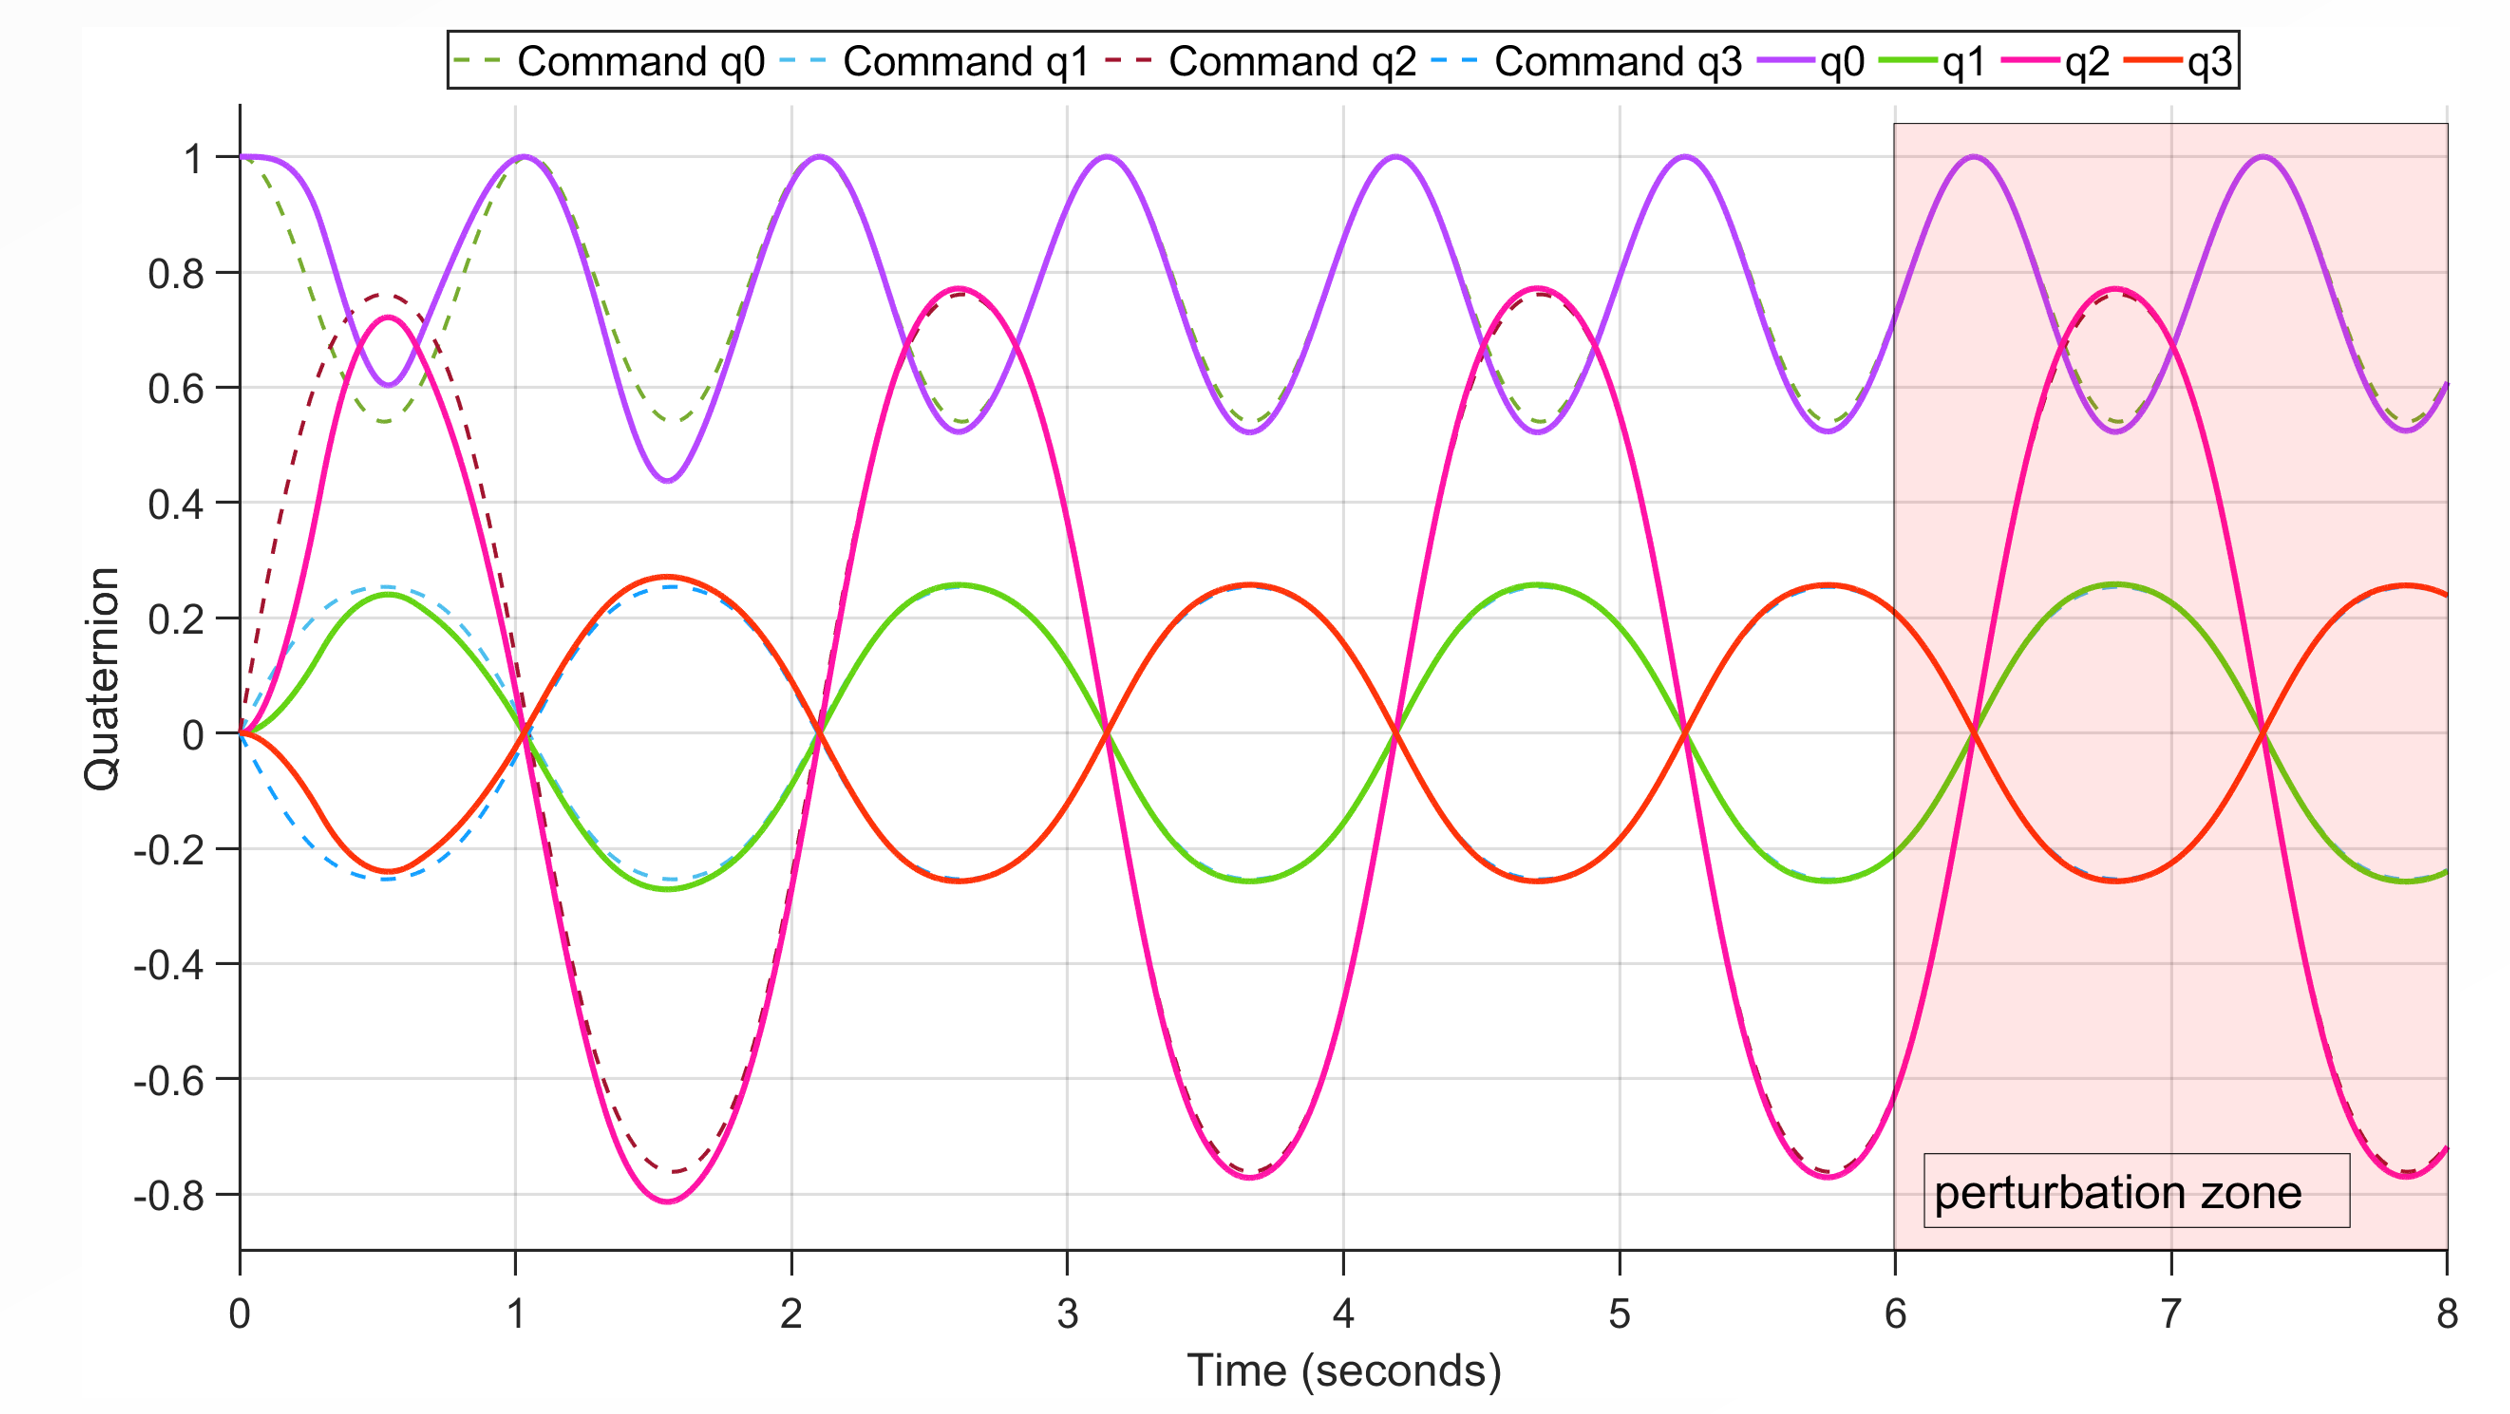 Command q0 Command q1 Command q2 Command q3 q0 q1 q2 q3
1
0.8
0.6
0.4
0.2
0
-0.2
-0.4
-0.6
-0.8
Quaternion
perturbation zone
0 1 2 3 4 5 6 7 8
Time (seconds)